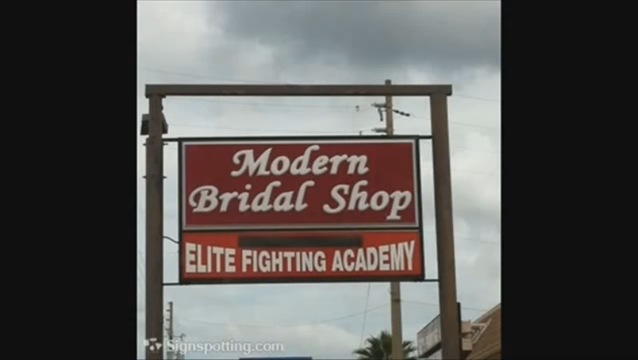 Modern
Bridal Shop
ELITE FIGHTING ACADEMY
Signspotting.com